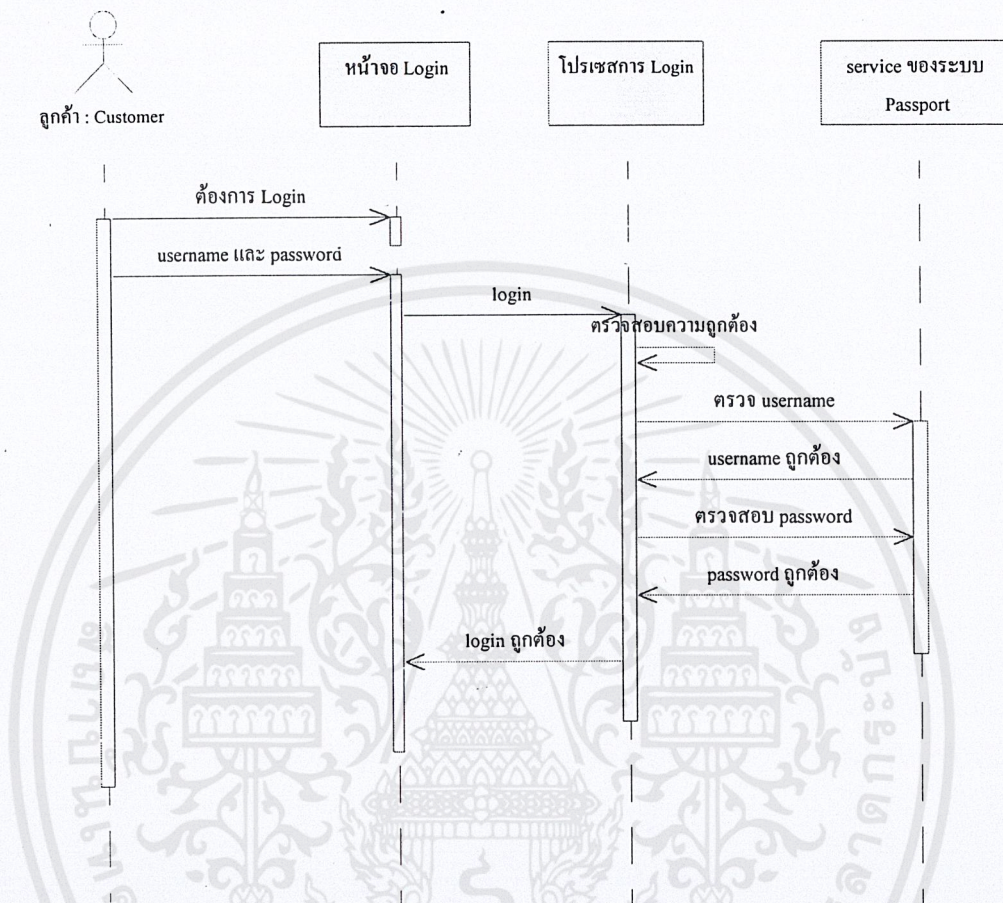 หน้าจอ Login
โปรเซสการ Login
service ของระบบ
Passport
ลูกค้า : Customer
ต้องการ Login
username และ password
login
ตรวจสอบความถูกต้อง
ตรวจ username
username ถูกต้อง
ตรวจสอบ password
password ถูกต้อง
login ถูกต้อง